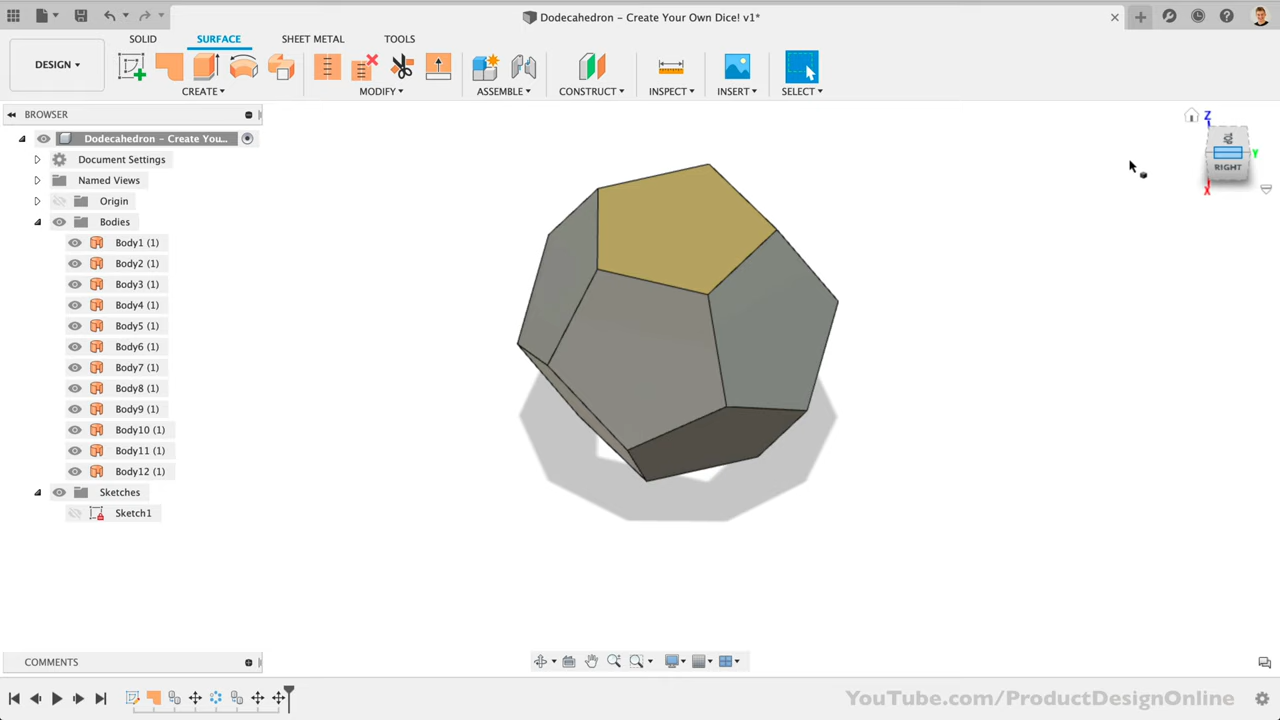 Dodecahedron - Create Your Own Dice! v1*
DESIGN
SOLID
SURFACE
SHEET METAL
TOOLS
CREATE
MODIFY
ASSEMBLE
CONSTRUCT
INSPECT
INSERT
SELECT
BROWSER
Dodecahedron - Create You...
Document Settings
Named Views
Origin
Bodies
Body1 (1)
Body2 (1)
Body3 (1)
Body4 (1)
Body5 (1)
Body6 (1)
Body7 (1)
Body8 (1)
Body9 (1)
Body10 (1)
Body11 (1)
Body12 (1)
Sketches
Sketch1
Z
Y
RIGHT
X
COMMENTS
YouTube.com/ProductDesignOnline